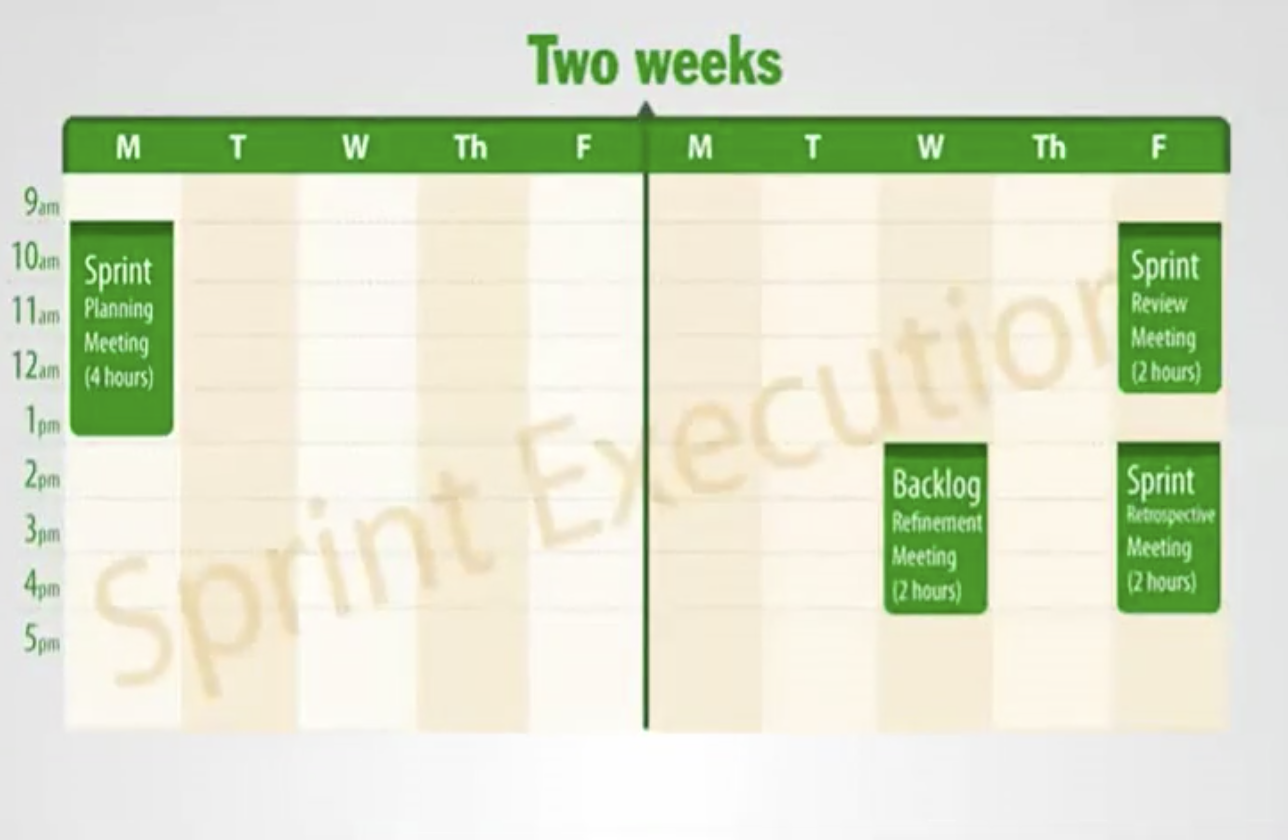 Two weeks
M T W Th F M T W Th F
9am
10am
11am
12am
1pm
2pm
3pm
4pm
5pm
Sprint
Planning
Meeting
(4 hours)
Backlog
Refinement
Meeting
(2 hours)
Sprint
Review
Meeting
(2 hours)
Sprint
Retrospective
Meeting
(2 hours)
Sprint Execution